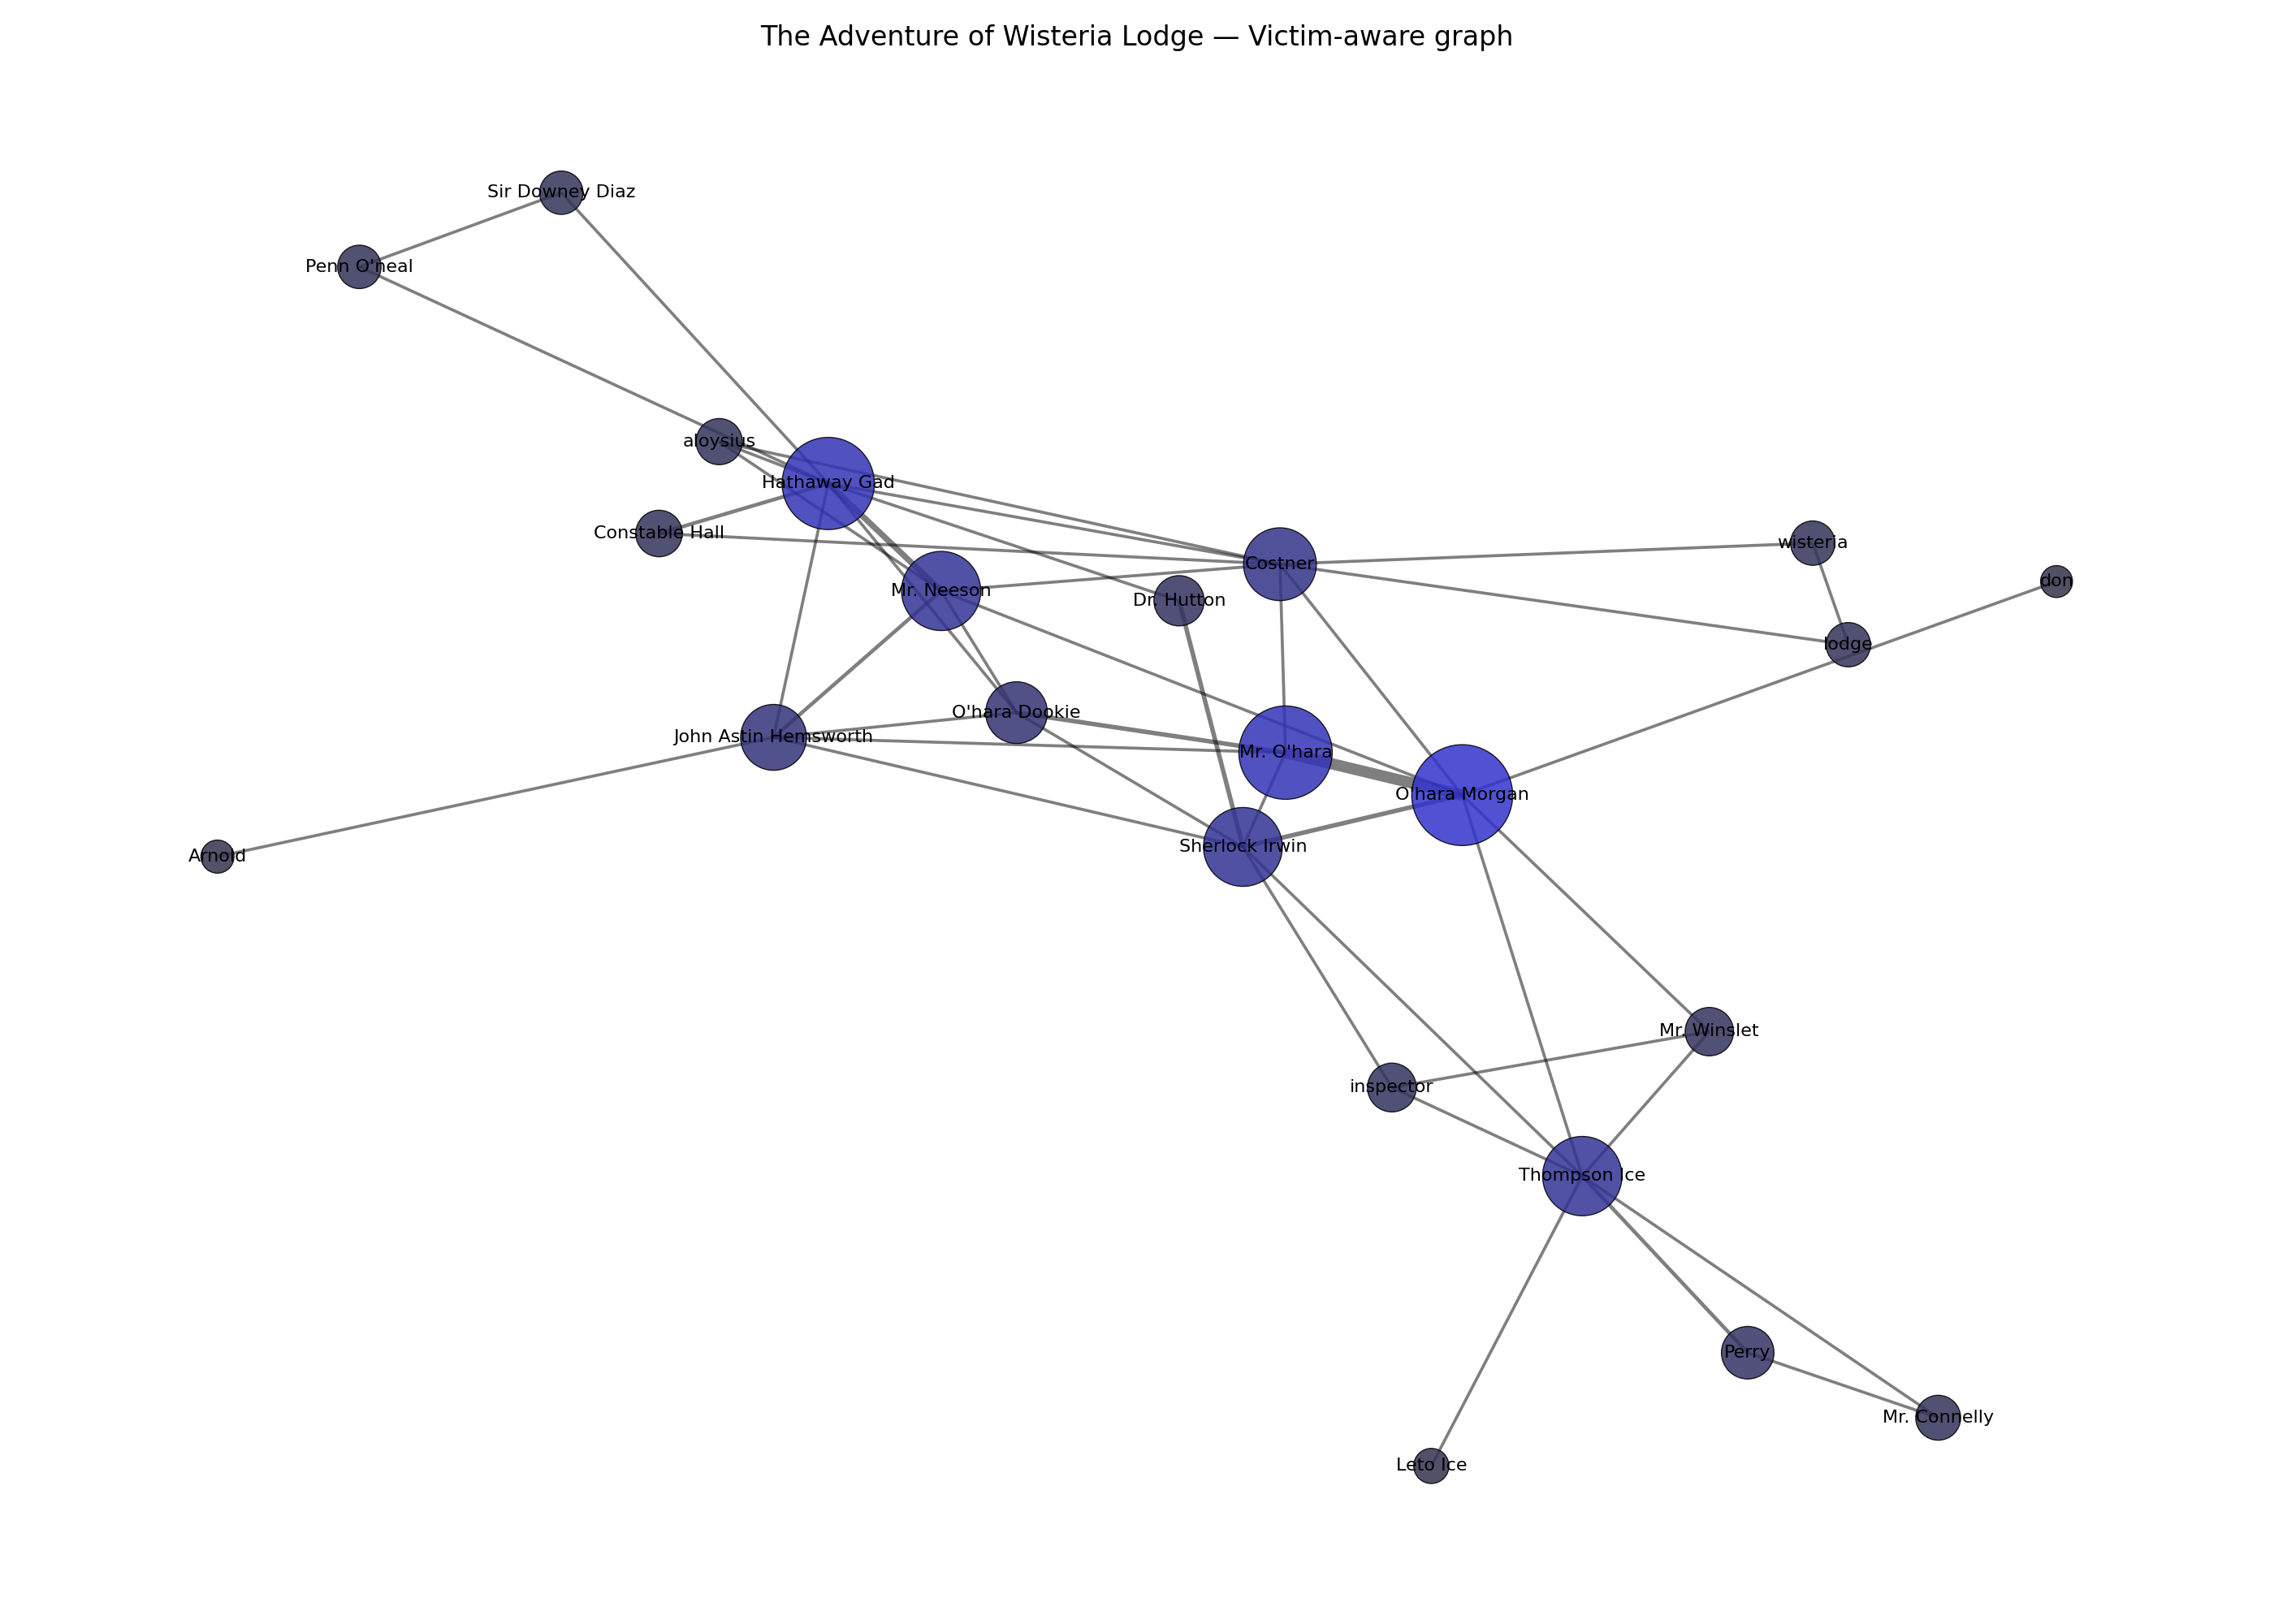 The Adventure of Wisteria Lodge — Victim-aware graph
Sir Downey Diaz
Penn O'neal
aloysius
Hathaway Gad
Constable Hall
wisteria
Costner
don
Mr. Neeson
Dr. Hutton
lodge
O'hara Dookie
John Astin Hemsworth
Mr. O'hara
O'hara Morgan
Sherlock Irwin
Arnold
Mr. Winslet
inspector
Thompson Ice
Perry
Mr. Connelly
Leto Ice